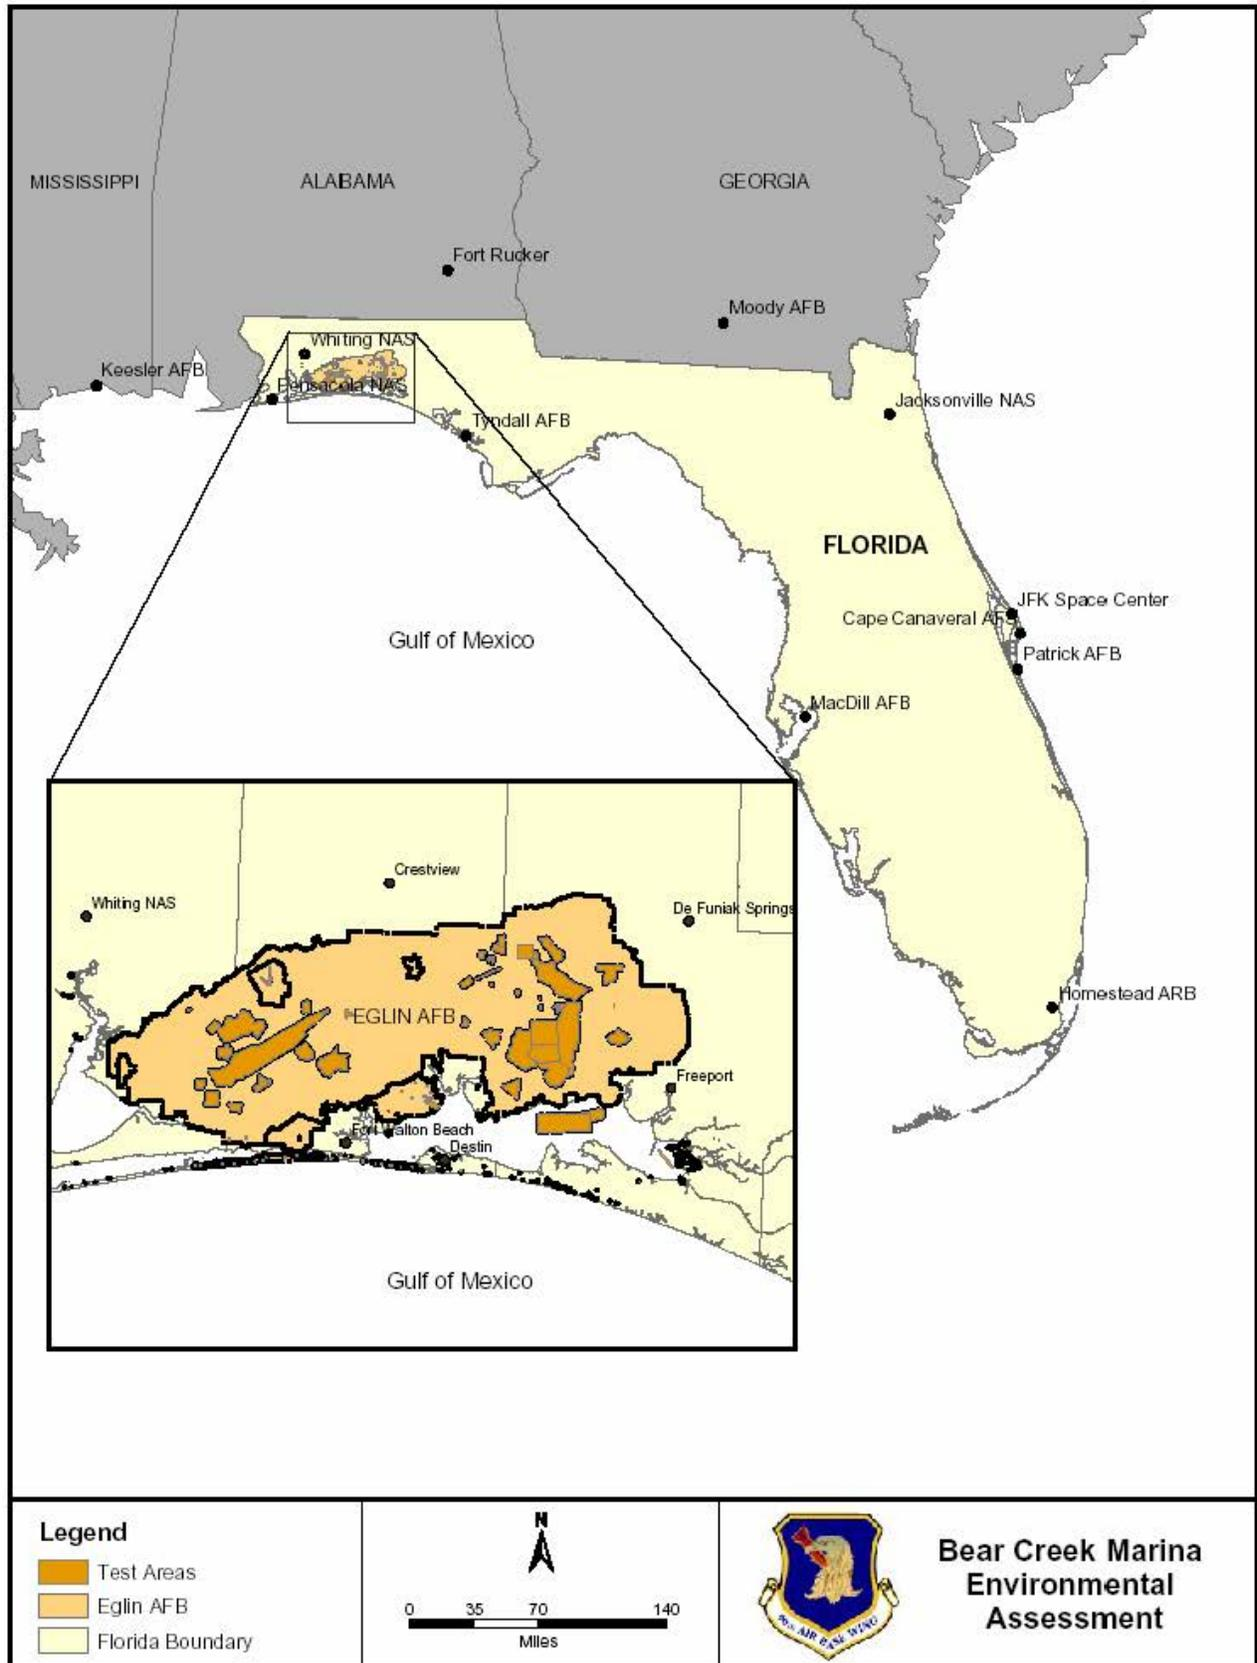 MISSISSIPPI
ALABAMA
GEORGIA
Fort Rucker
Moody AFB
Whiting NAS
Keesler AFB
Pensacola NAS
Tyndall AFB
Jacksonville NAS
FLORIDA
JFK Space Center
Cape Canaveral AFS
Patrick AFB
Gulf of Mexico
MacDill AFB
Homestead ARB
Crestview
Whiting NAS
De Funiak Springs
EGLIN AFB
Freeport
Fort Walton Beach
Destin
Gulf of Mexico
Legend
Test Areas
Eglin AFB
Florida Boundary
N
0 35 70 140
Miles
AIR BASE WING
Bear Creek Marina
Environmental
Assessment